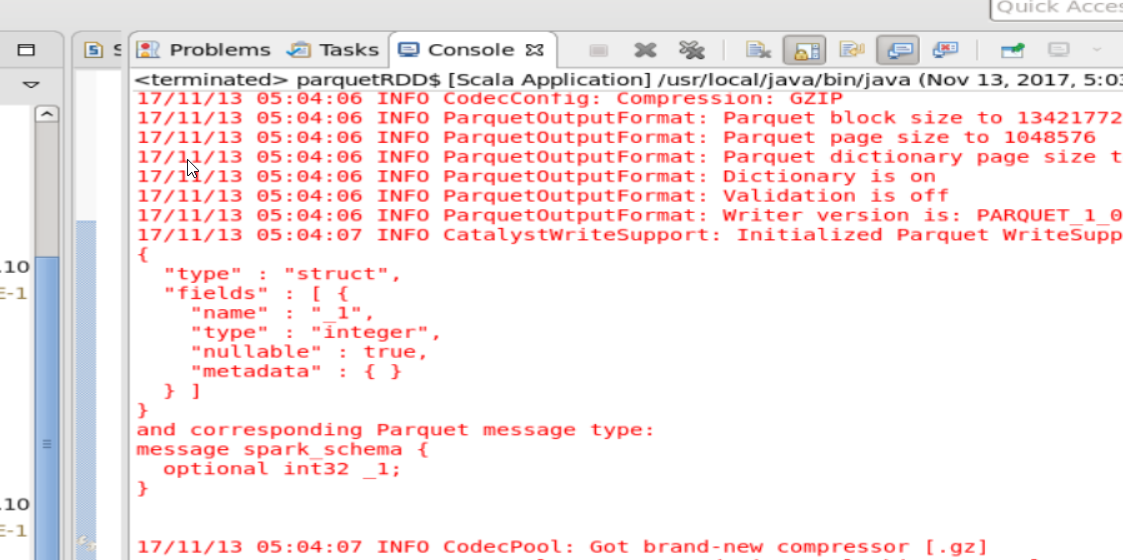 Quick Acces
Problems Tasks Console
<terminated> parquetRDD$ [Scala Application] /usr/local/java/bin/java (Nov 13, 2017, 5:03
17/11/13 05:04:06 INFO CodecConfig: Compression: GZIP
17/11/13 05:04:06 INFO ParquetOutputFormat: Parquet block size to 13421772
17/11/13 05:04:06 INFO ParquetOutputFormat: Parquet page size to 1048576
17/11/13 05:04:06 INFO ParquetOutputFormat: Parquet dictionary page size t
17/11/13 05:04:06 INFO ParquetOutputFormat: Dictionary is on
17/11/13 05:04:06 INFO ParquetOutputFormat: Validation is off
17/11/13 05:04:06 INFO ParquetOutputFormat: Writer version is: PARQUET_1_0
17/11/13 05:04:07 INFO CatalystWriteSupport: Initialized Parquet WriteSupp
{
  "type" : "struct",
  "fields" : [ {
    "name" : "_1",
    "type" : "integer",
    "nullable" : true,
    "metadata" : { }
  } ]
}
and corresponding Parquet message type:
message spark_schema {
  optional int32 _1;
}
17/11/13 05:04:07 INFO CodecPool: Got brand-new compressor [.gz]
.10
E-1
.10
E-1